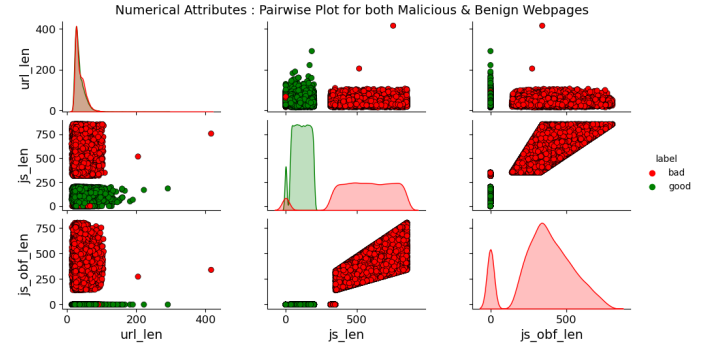 Numerical Attributes : Pairwise Plot for both Malicious & Benign Webpages
url_len
400
200
0
js_len
750
500
250
0
label
bad
good
js_obf_len
750
500
250
0
0 200 400
0 500
0 500
url_len js_len js_obf_len